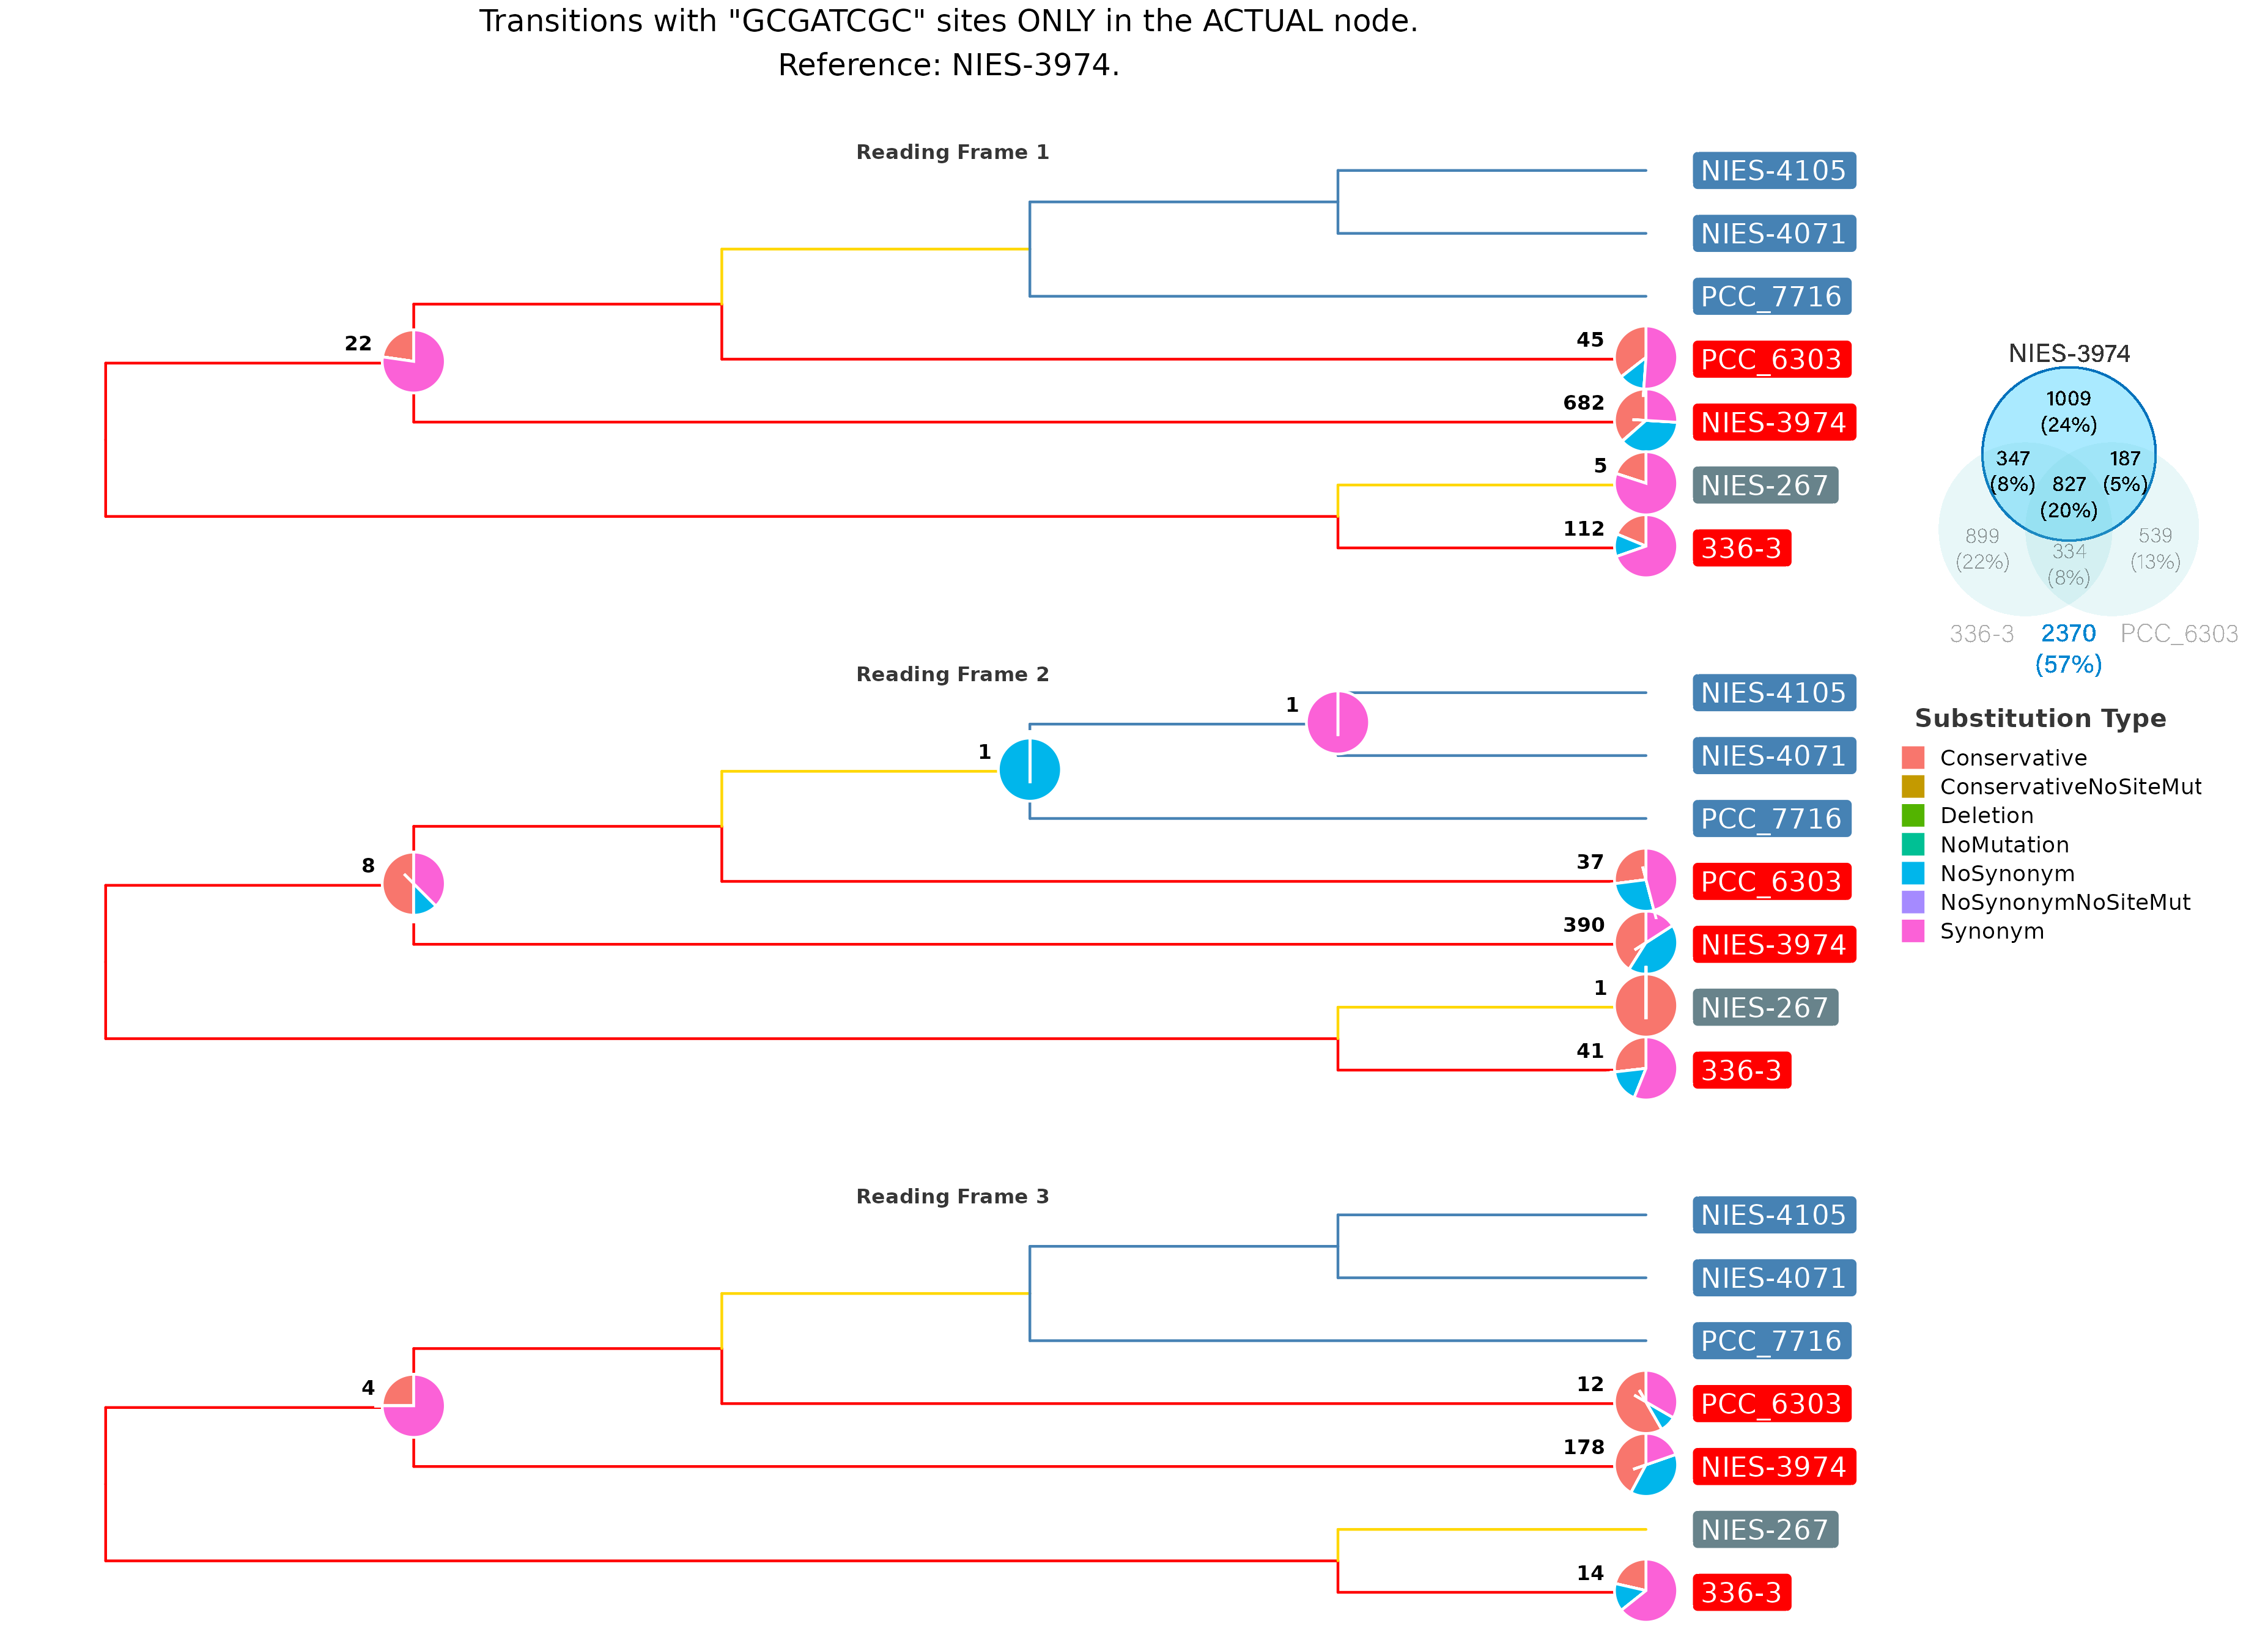 Transitions with "GCGATCGC" sites ONLY in the ACTUAL node.
Reference: NIES-3974.
Reading Frame 1
NIES-4105
NIES-4071
PCC_7716
22
45
PCC_6303
682
NIES-3974
5
NIES-267
112
336-3
Reading Frame 2
NIES-4105
1
NIES-4071
1
PCC_7716
8
37
PCC_6303
390
NIES-3974
1
NIES-267
41
336-3
Reading Frame 3
NIES-4105
NIES-4071
PCC_7716
4
12
PCC_6303
178
NIES-3974
NIES-267
14
336-3
NIES-3974
1009
(24%)
347
(8%)
827
(20%)
187
(5%)
899
(22%)
334
(8%)
539
(13%)
336-3
2370
(57%)
PCC_6303
Substitution Type
Conservative
ConservativeNoSiteMut
Deletion
NoMutation
NoSynonym
NoSynonymNoSiteMut
Synonym